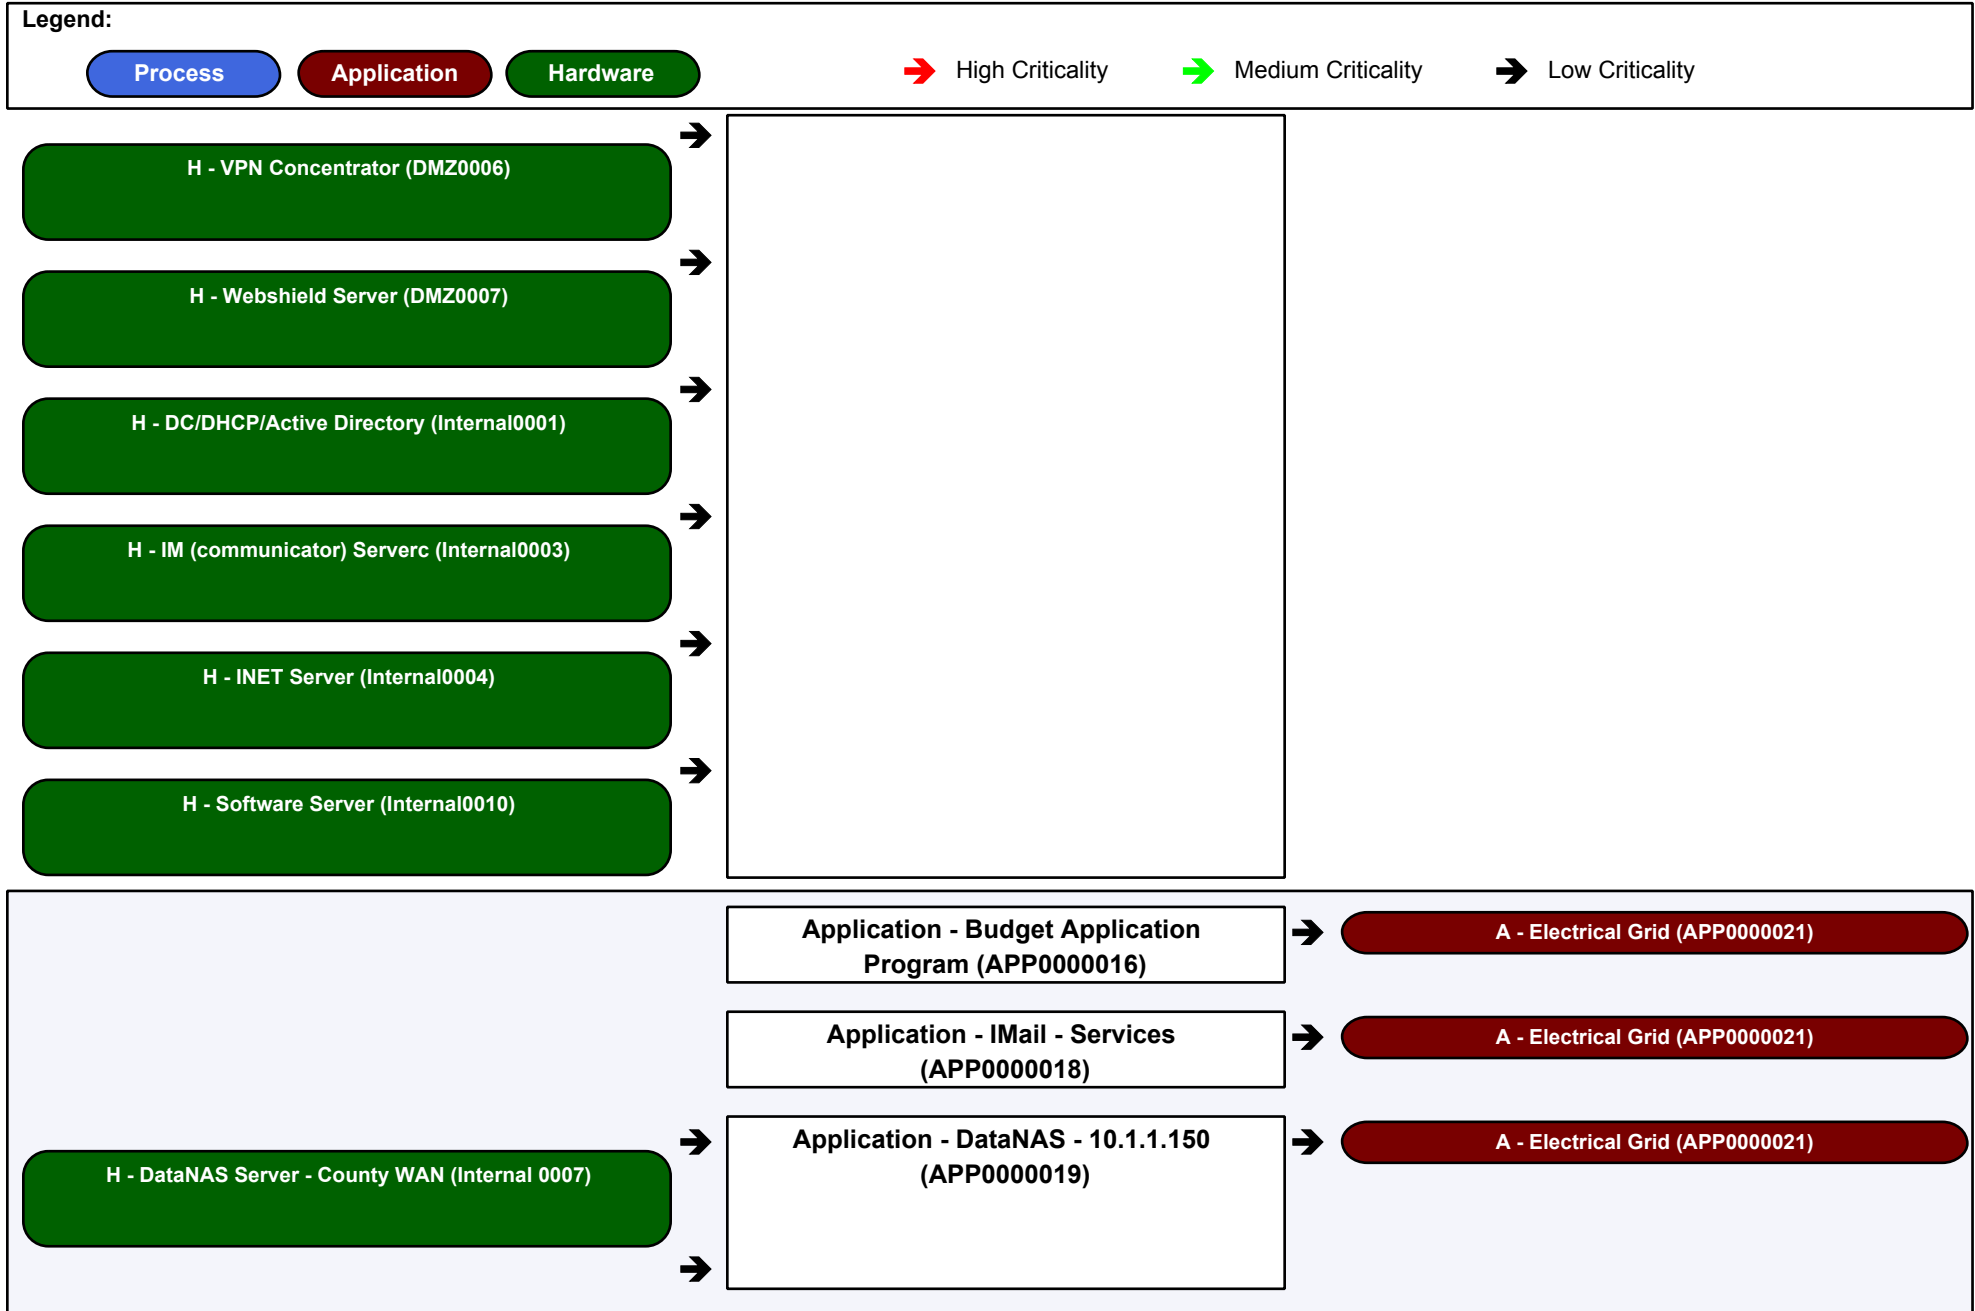 Legend:
Process
Application
Hardware
High Criticality
Medium Criticality
Low Criticality
H - VPN Concentrator (DMZ0006)
H - Webshield Server (DMZ0007)
H - DC/DHCP/Active Directory (Internal0001)
H - IM (communicator) Serverc (Internal0003)
H - INET Server (Internal0004)
H - Software Server (Internal0010)
Application - Budget Application
Program (APP0000016)
A - Electrical Grid (APP0000021)
Application - IMail - Services
(APP0000018)
A - Electrical Grid (APP0000021)
H - DataNAS Server - County WAN (Internal 0007)
Application - DataNAS - 10.1.1.150
(APP0000019)
A - Electrical Grid (APP0000021)